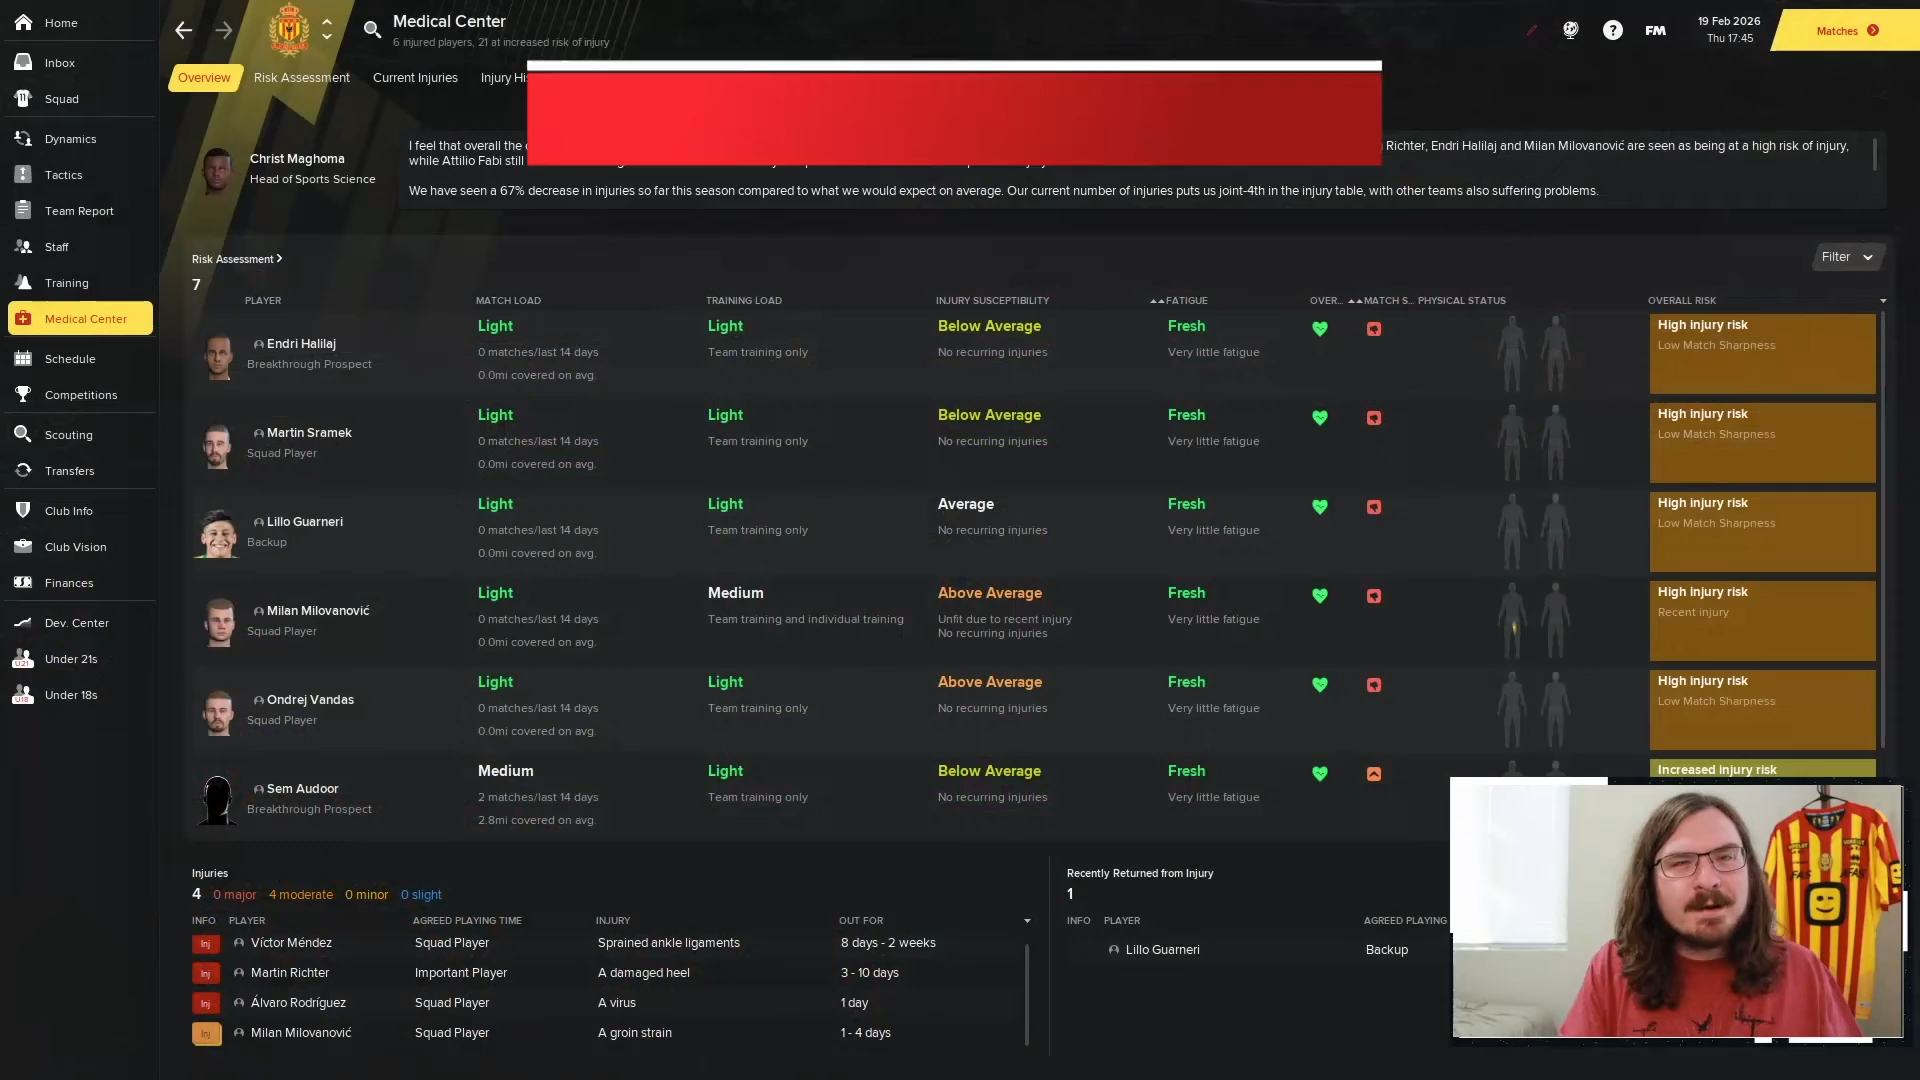 Home
Inbox
Squad
Dynamics
Tactics
Team Report
Staff
Training
Medical Center
Schedule
Competitions
Scouting
Transfers
Club Info
Club Vision
Finances
Dev. Center
Under 21s
Under 18s
Medical Center
6 injured players, 21 at increased risk of injury
FM
19 Feb 2026
Thu 17:45
Matches
Overview Risk Assessment Current Injuries Injury
Christ Maghoma
Head of Sports Science
I feel that overall the Richter, Endri Halilaj and Milan Milovanović are seen as being at a high risk of injury,
while Attilio Fabi still
We have seen a 67% decrease in injuries so far this season compared to what we would expect on average. Our current number of injuries puts us joint-4th in the injury table, with other teams also suffering problems.
Risk Assessment
7
Filter
PLAYER MATCH LOAD TRAINING LOAD INJURY SUSCEPTIBILITY FATIGUE OVER... MATCH S... PHYSICAL STATUS OVERALL RISK
Endri Halilaj
Breakthrough Prospect
Light
0 matches/last 14 days
0.0mi covered on avg.
Light
Team training only
Below Average
No recurring injuries
Fresh
Very little fatigue
High injury risk
Low Match Sharpness
Martin Sramek
Squad Player
Light
0 matches/last 14 days
0.0mi covered on avg.
Light
Team training only
Below Average
No recurring injuries
Fresh
Very little fatigue
High injury risk
Low Match Sharpness
Lillo Guarneri
Backup
Light
0 matches/last 14 days
0.0mi covered on avg.
Light
Team training only
Average
No recurring injuries
Fresh
Very little fatigue
High injury risk
Low Match Sharpness
Milan Milovanović
Squad Player
Light
0 matches/last 14 days
0.0mi covered on avg.
Medium
Team training and individual training
Above Average
Unfit due to recent injury
No recurring injuries
Fresh
Very little fatigue
High injury risk
Recent injury
Ondrej Vandas
Squad Player
Light
0 matches/last 14 days
0.0mi covered on avg.
Light
Team training only
Above Average
No recurring injuries
Fresh
Very little fatigue
High injury risk
Low Match Sharpness
Sem Audoor
Breakthrough Prospect
Medium
2 matches/last 14 days
2.8mi covered on avg.
Light
Team training only
Below Average
No recurring injuries
Fresh
Very little fatigue
Increased injury risk
Injuries
4 0 major 4 moderate 0 minor 0 slight
INFO PLAYER AGREED PLAYING TIME INJURY OUT FOR
Inj Víctor Méndez Squad Player Sprained ankle ligaments 8 days - 2 weeks
Inj Martin Richter Important Player A damaged heel 3 - 10 days
Inj Álvaro Rodríguez Squad Player A virus 1 day
Inj Milan Milovanović Squad Player A groin strain 1 - 4 days
Recently Returned from Injury
1
INFO PLAYER AGREED PLAYING
Lillo Guarneri Backup